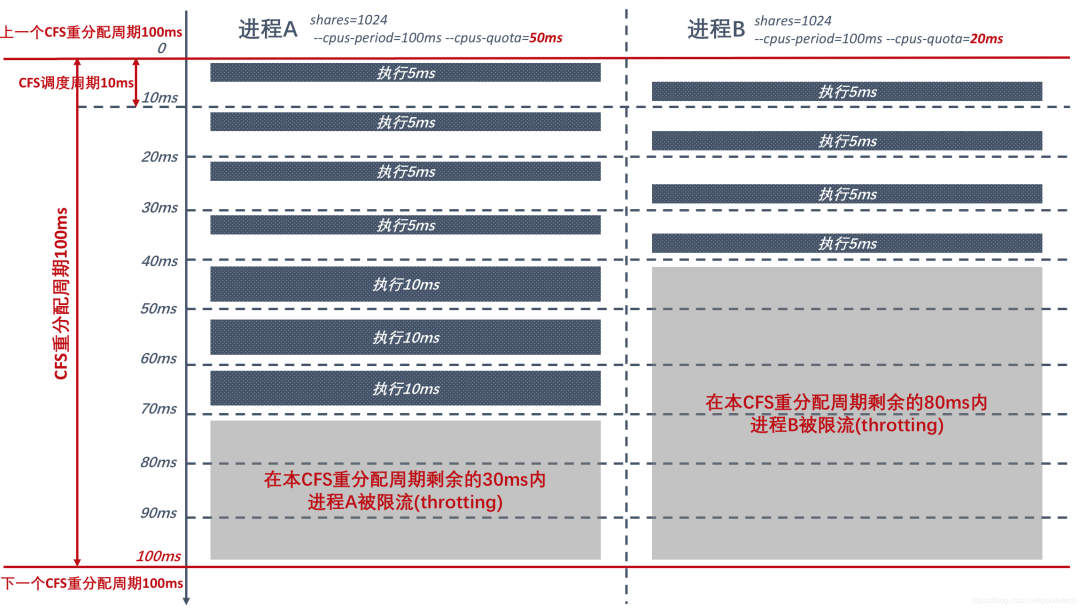 上一个CFS重分配周期100ms
0
进程A
shares=1024
--cpus-period=100ms --cpus-quota=50ms
进程B
shares=1024
--cpus-period=100ms --cpus-quota=20ms
CFS调度周期10ms
执行5ms
执行5ms
10ms
执行5ms
执行5ms
20ms
执行5ms
执行5ms
30ms
执行5ms
执行5ms
40ms
执行10ms
50ms
执行10ms
60ms
执行10ms
70ms
CFS重分配周期100ms
在本CFS重分配周期剩余的80ms内
进程B被限流(throtting)
80ms
在本CFS重分配周期剩余的30ms内
进程A被限流(throtting)
90ms
100ms
下一个CFS重分配周期100ms